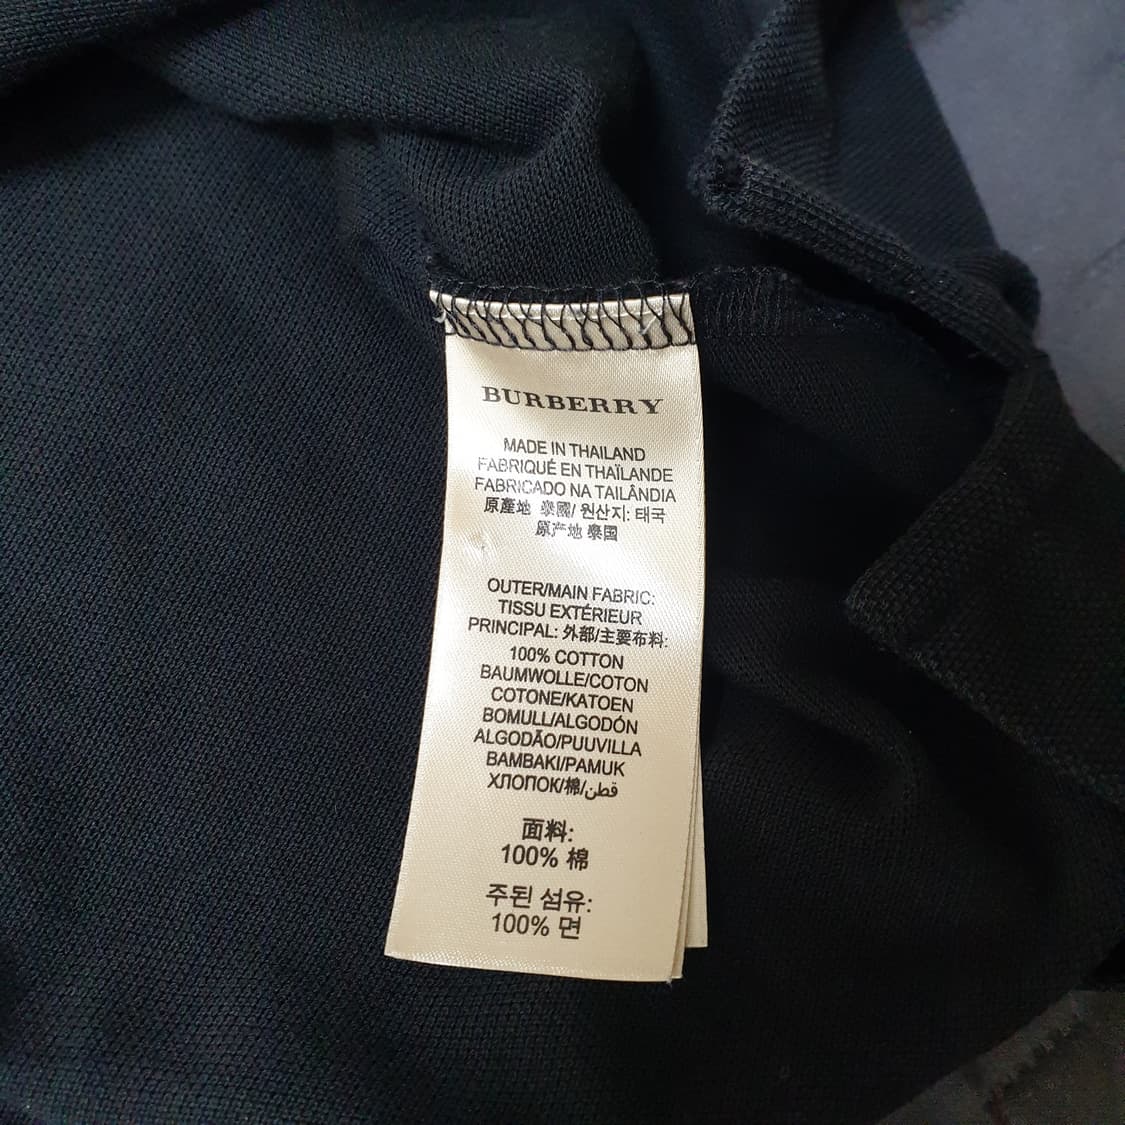 BURBERRY
MADE IN THAILAND
FABRIQUÉ EN THAÏLANDE
FABRICADO NA TAILÂNDIA
原產地 泰國/ 원산지: 태국
原产地 泰国
OUTER/MAIN FABRIC:
TISSU EXTÉRIEUR
PRINCIPAL: 外部/主要布料:
100% COTTON
BAUMWOLLE/COTON
COTONE/KATOEN
BOMULL/ALGODÓN
ALGODÃO/PUUVILLA
BAMBAKI/PAMUK
ХЛОПОК/棉/قطن
面料:
100% 棉
주된 섬유:
100% 면